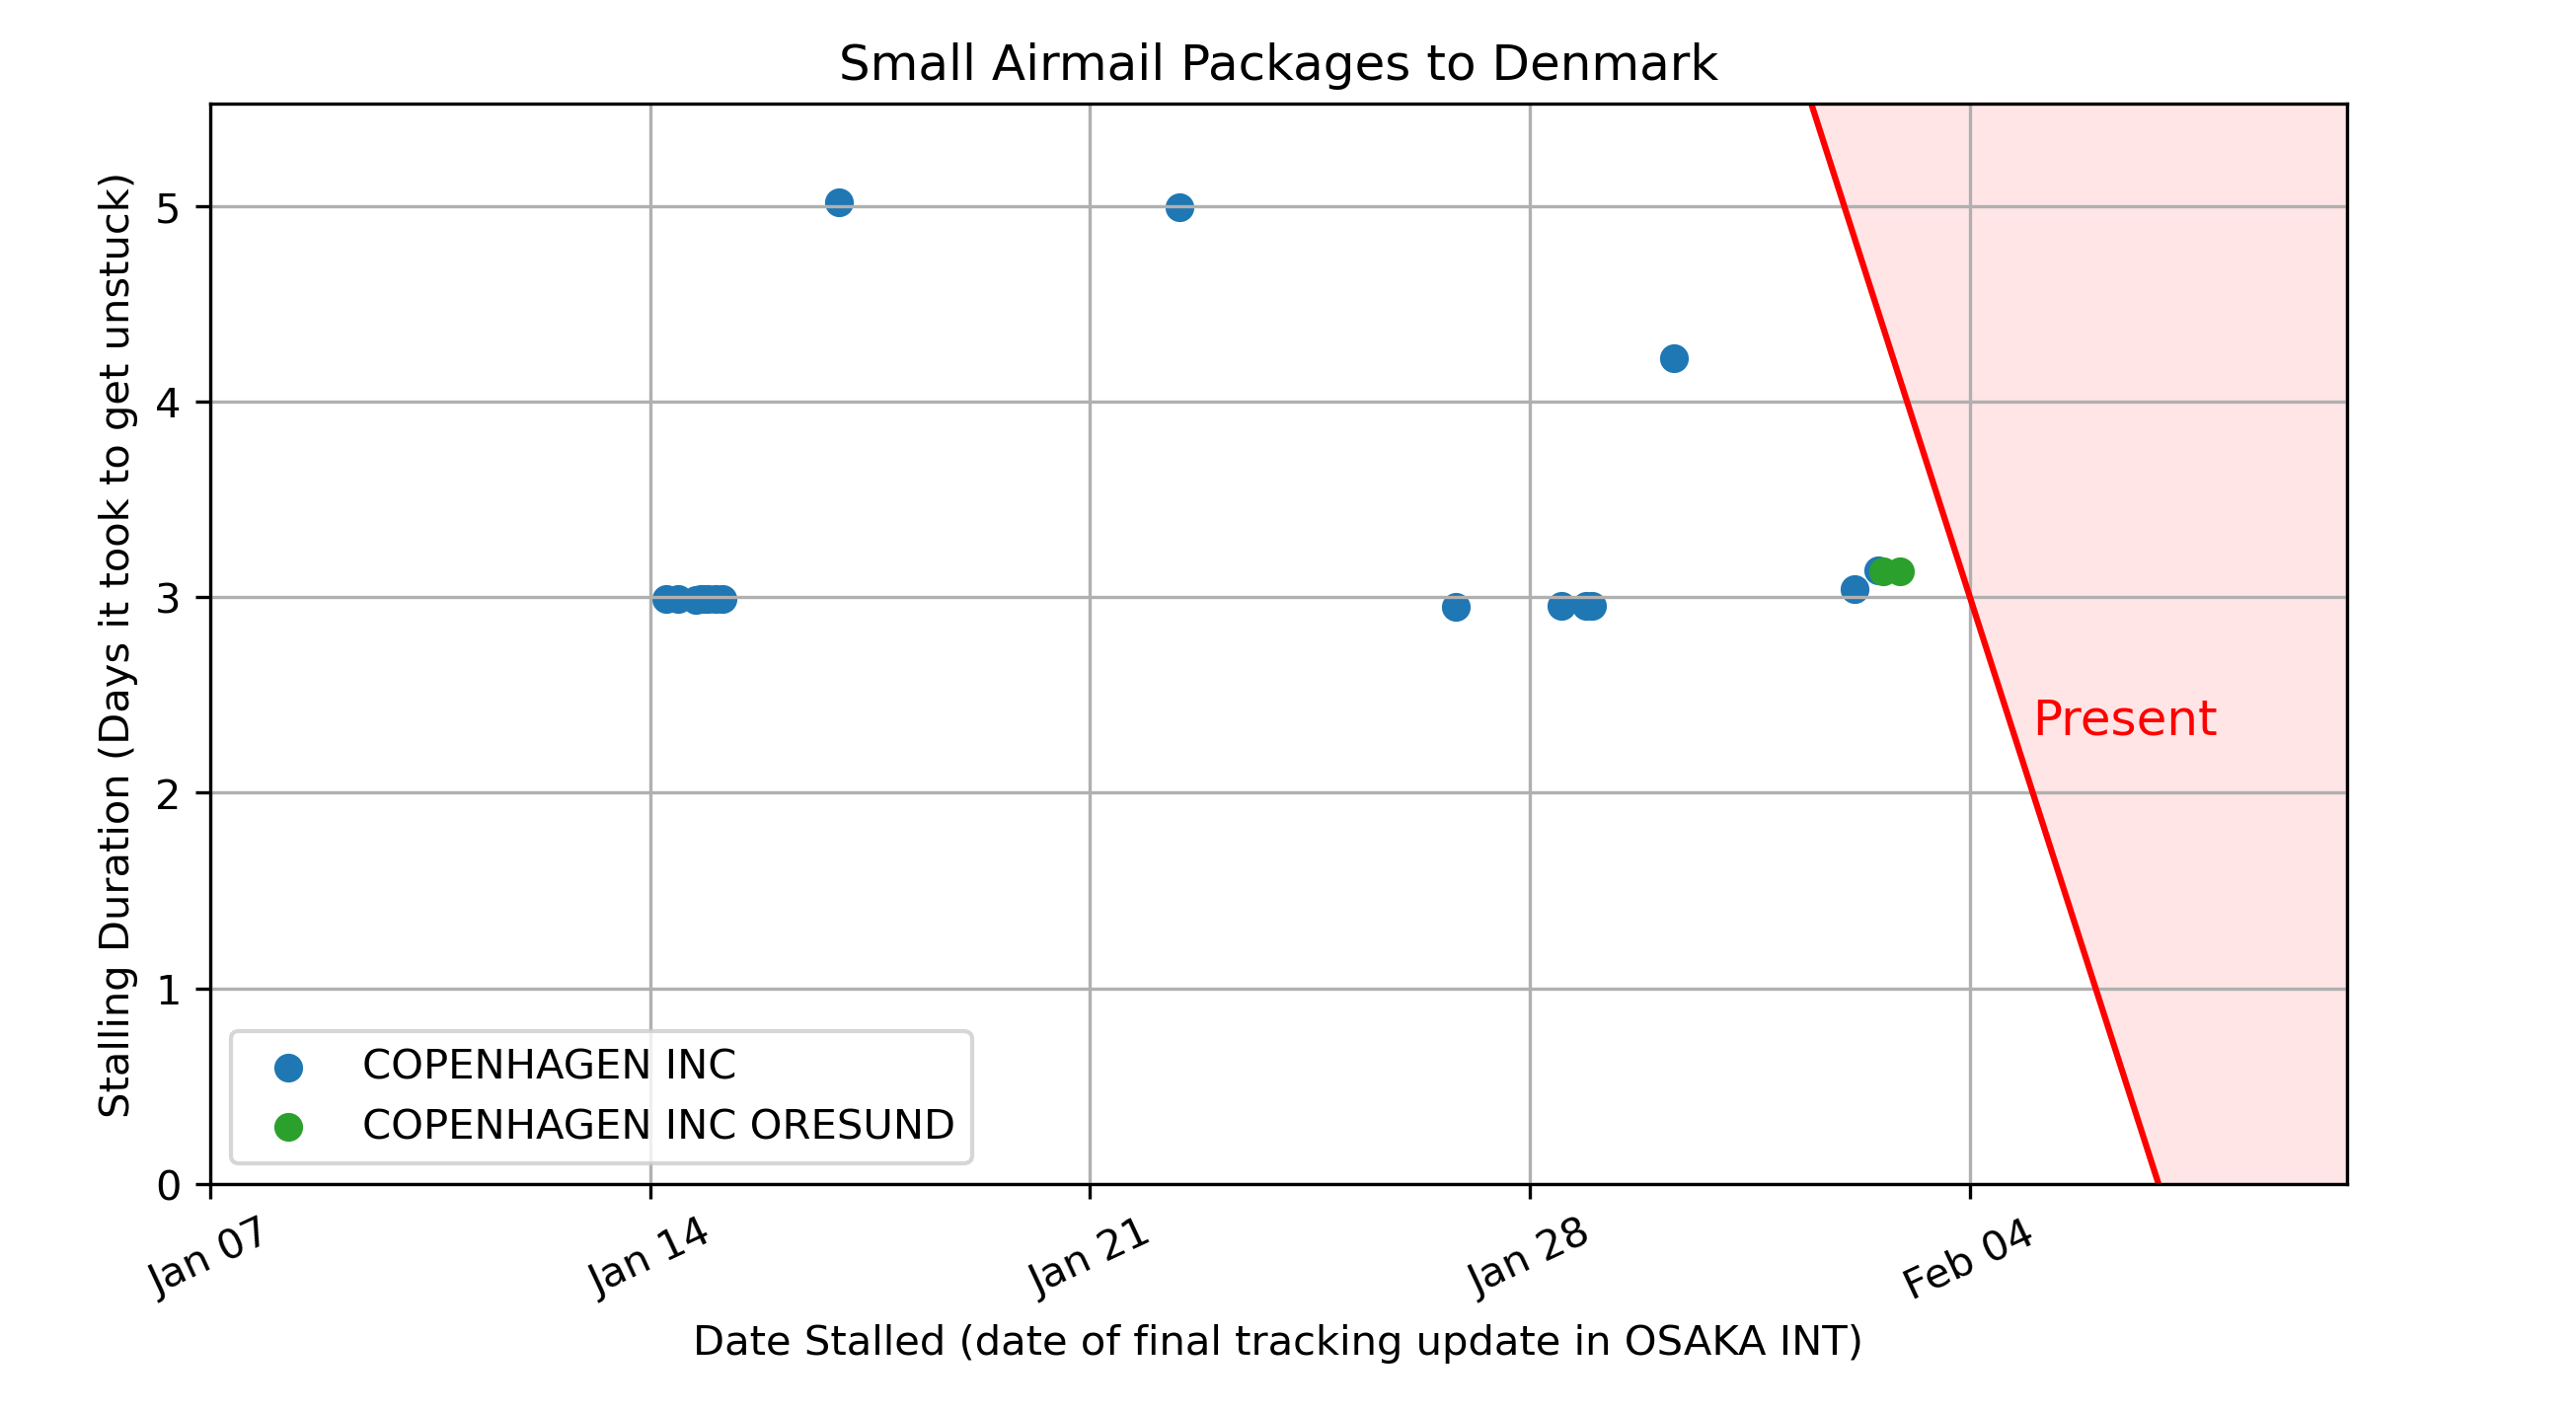 Small Airmail Packages to Denmark
Stalling Duration (Days it took to get unstuck)
5
4
3
2
1
0
Present
COPENHAGEN INC
COPENHAGEN INC ORESUND
Jan 07
Jan 14
Jan 21
Jan 28
Feb 04
Date Stalled (date of final tracking update in OSAKA INT)